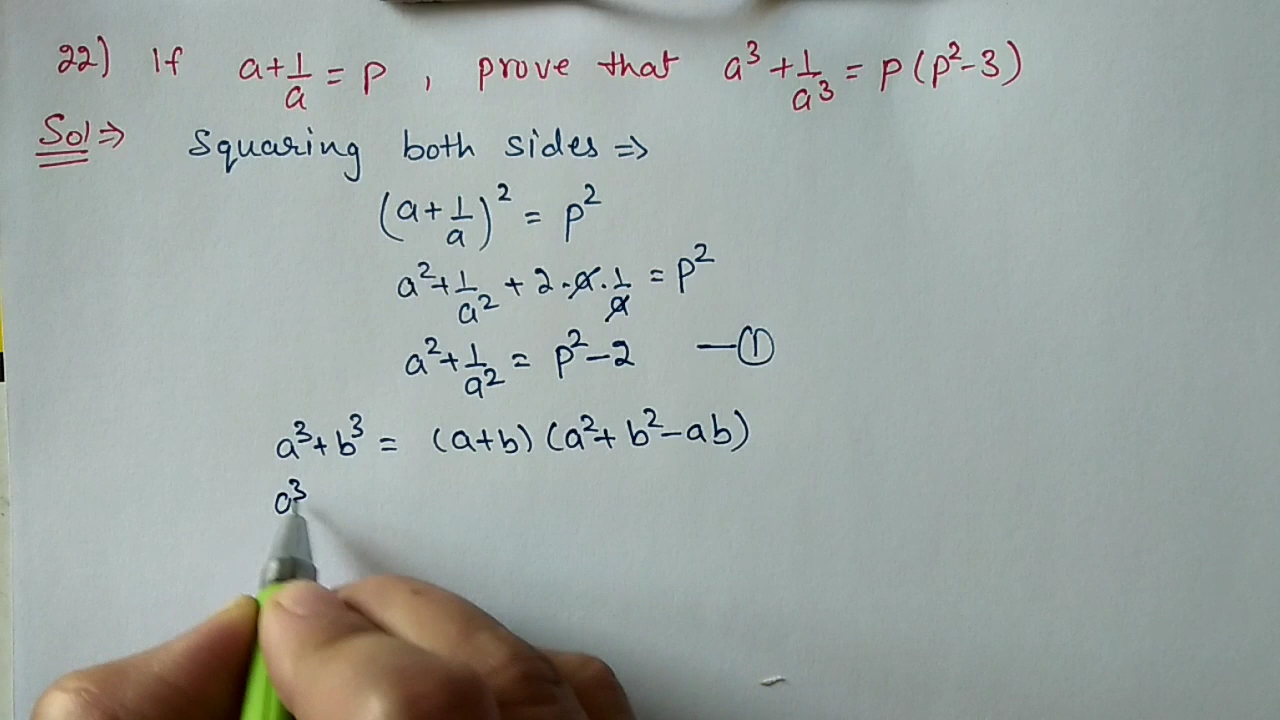 22) If a+1/a = p , prove that a³+1/a³ = p(p²-3)
Sol⇒ Squaring both sides ⇒
(a+1/a)² = p²
a²+1/a² + 2·a·1/a = p²
a²+1/a² = p²-2 —①
a³+b³ = (a+b)(a²+b²-ab)
a³